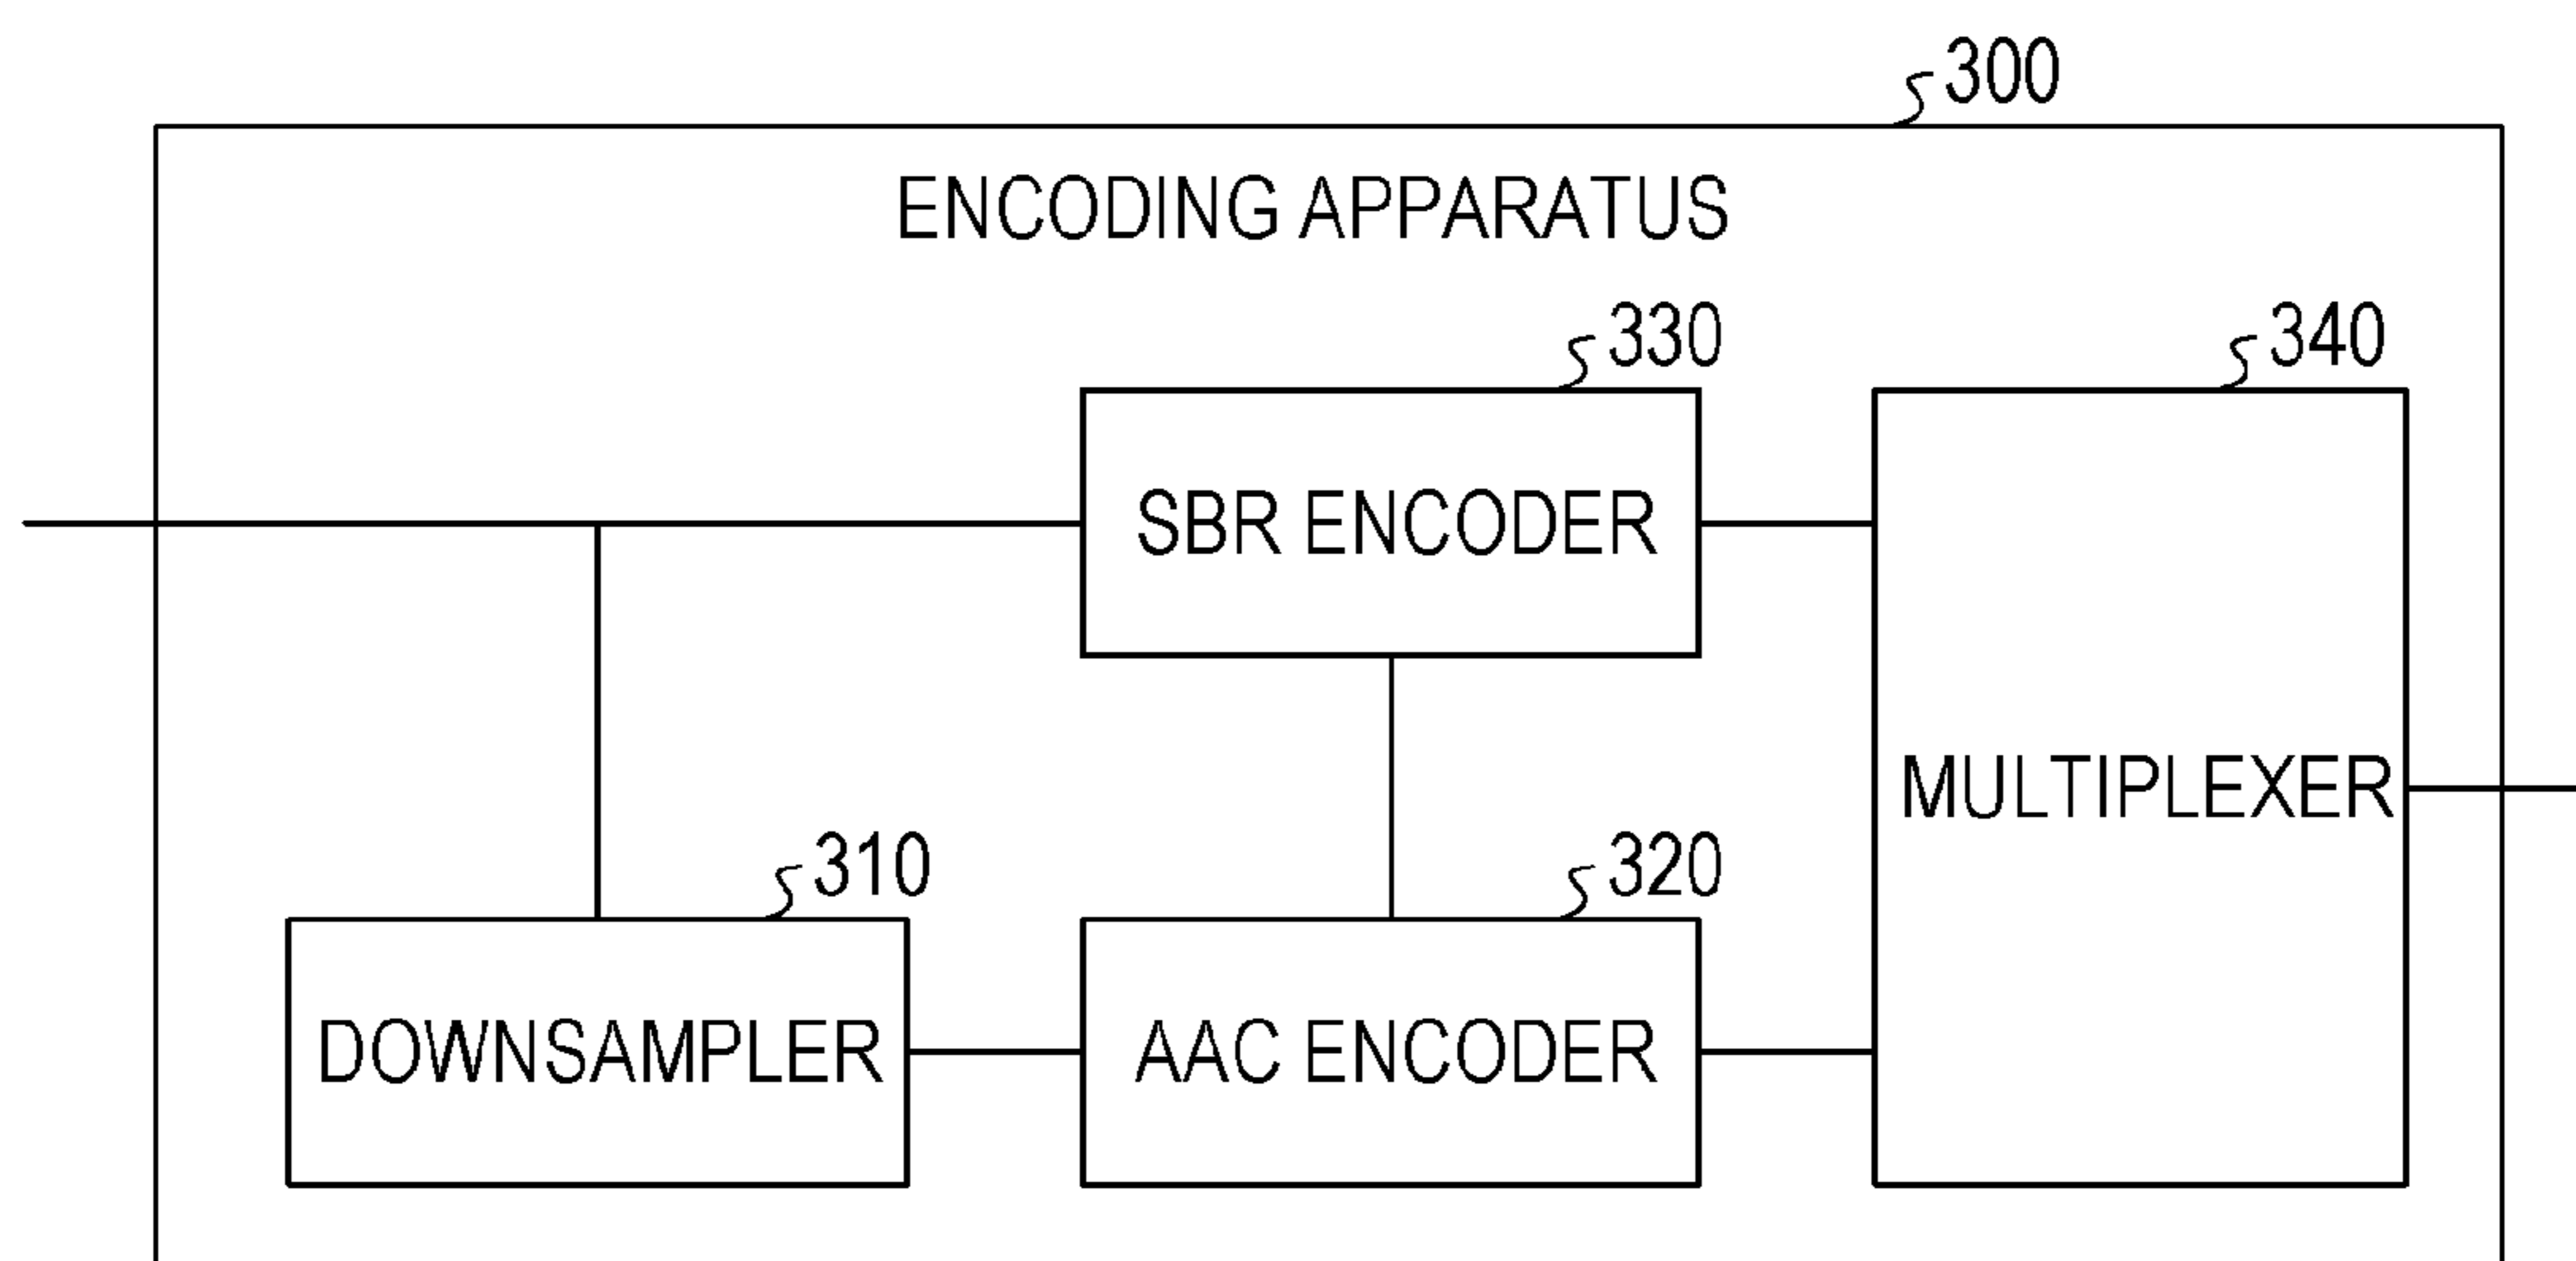 300
ENCODING APPARATUS
330
340
SBR ENCODER
MULTIPLEXER
310
320
DOWNSAMPLER
AAC ENCODER